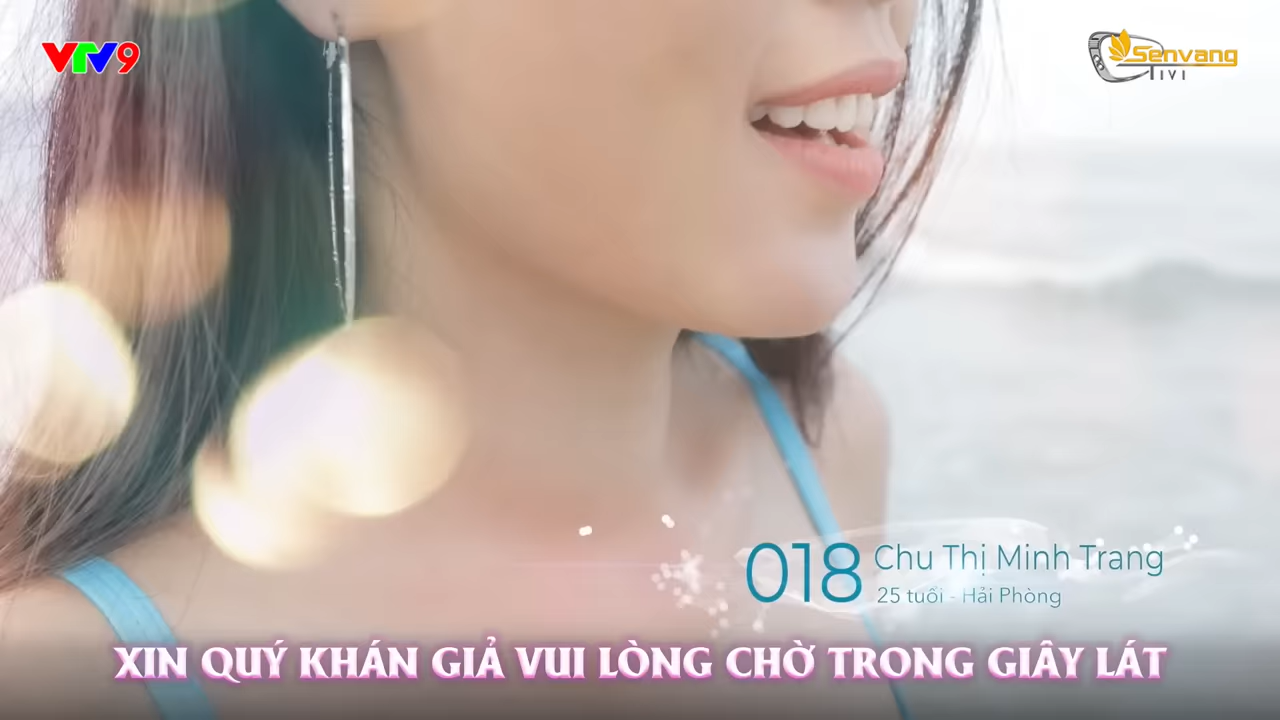 VTV9
Senvang
TIVI
018 Chu Thị Minh Trang
25 tuổi - Hải Phòng
XIN QUÝ KHÁN GIẢ VUI LÒNG CHỜ TRONG GIÂY LÁT